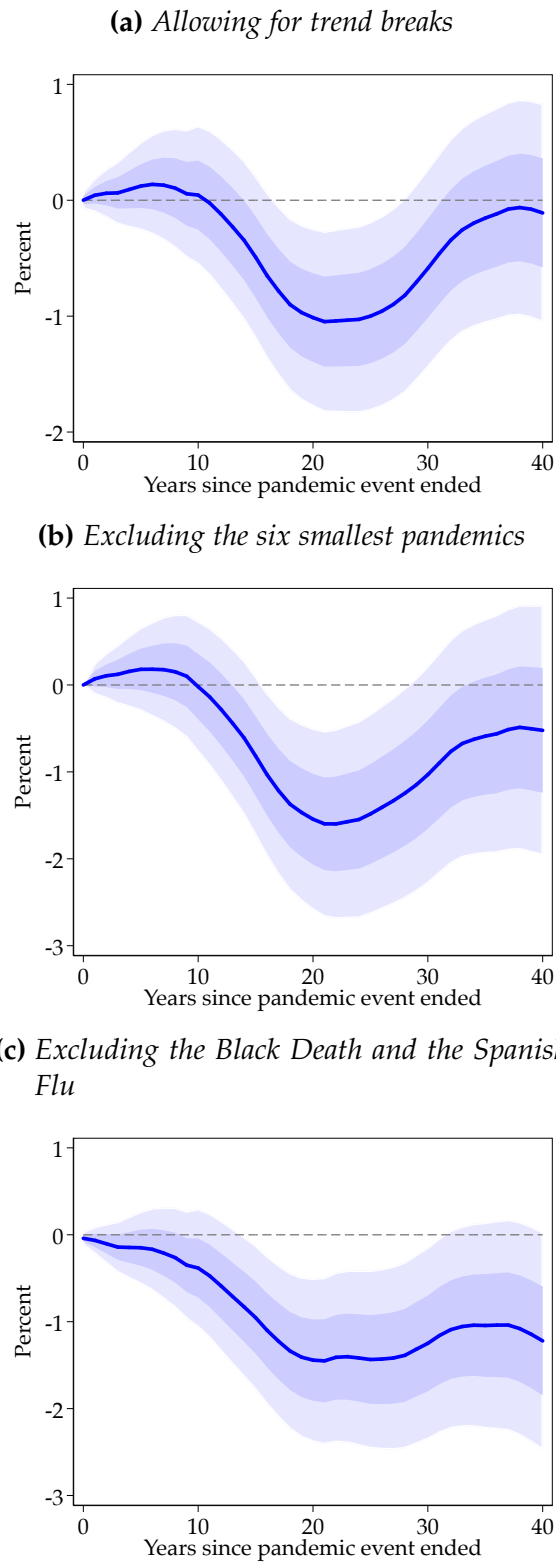 (a) Allowing for trend breaks
1
0
-1
-2
Percent
0 10 20 30 40
Years since pandemic event ended
(b) Excluding the six smallest pandemics
1
0
-1
-2
-3
Percent
0 10 20 30 40
Years since pandemic event ended
(c) Excluding the Black Death and the Spanish
Flu
1
0
-1
-2
-3
Percent
0 10 20 30 40
Years since pandemic event ended